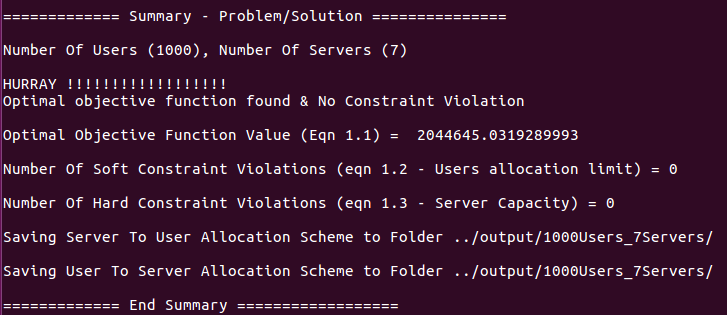 ============= Summary - Problem/Solution ===============
Number Of Users (1000), Number Of Servers (7)
HURRAY !!!!!!!!!!!!!!!!!!
Optimal objective function found & No Constraint Violation
Optimal Objective Function Value (Eqn 1.1) =  2044645.0319289993
Number Of Soft Constraint Violations (eqn 1.2 - Users allocation limit) = 0
Number Of Hard Constraint Violations (eqn 1.3 - Server Capacity) = 0
Saving Server To User Allocation Scheme to Folder ../output/1000Users_7Servers/
Saving User To Server Allocation Scheme to Folder ../output/1000Users_7Servers/
============= End Summary ==================